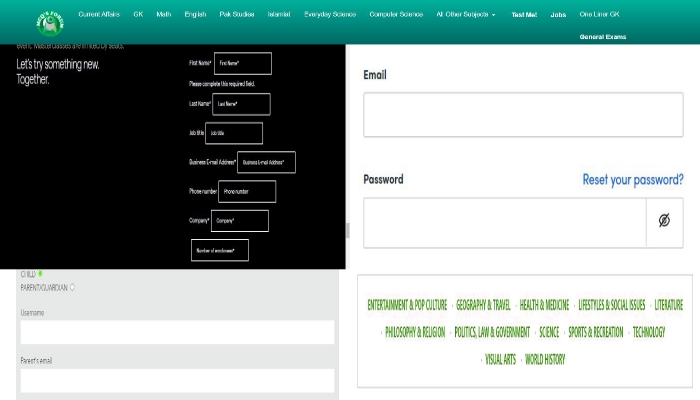 Current Affairs GK Math English Pak Studies Islamiat Everyday Science Computer Science All Other Subjects Test Me! Jobs One Liner GK
General Exams
event. Masterclasses are limited by seats.
Let's try something new.
Together.
First Name* First Name*
Please complete this required field.
Last Name* Last Name*
Job title Job title
Business E-mail Address* Business E-mail Address*
Phone number Phone number
Company* Company*
Number of employees*
CHILD
PARENT/GUARDIAN
Username
Parent's email
Email
Password Reset your password?
ENTERTAINMENT & POP CULTURE · GEOGRAPHY & TRAVEL · HEALTH & MEDICINE · LIFESTYLES & SOCIAL ISSUES · LITERATURE
· PHILOSOPHY & RELIGION · POLITICS, LAW & GOVERNMENT · SCIENCE · SPORTS & RECREATION · TECHNOLOGY
· VISUAL ARTS · WORLD HISTORY